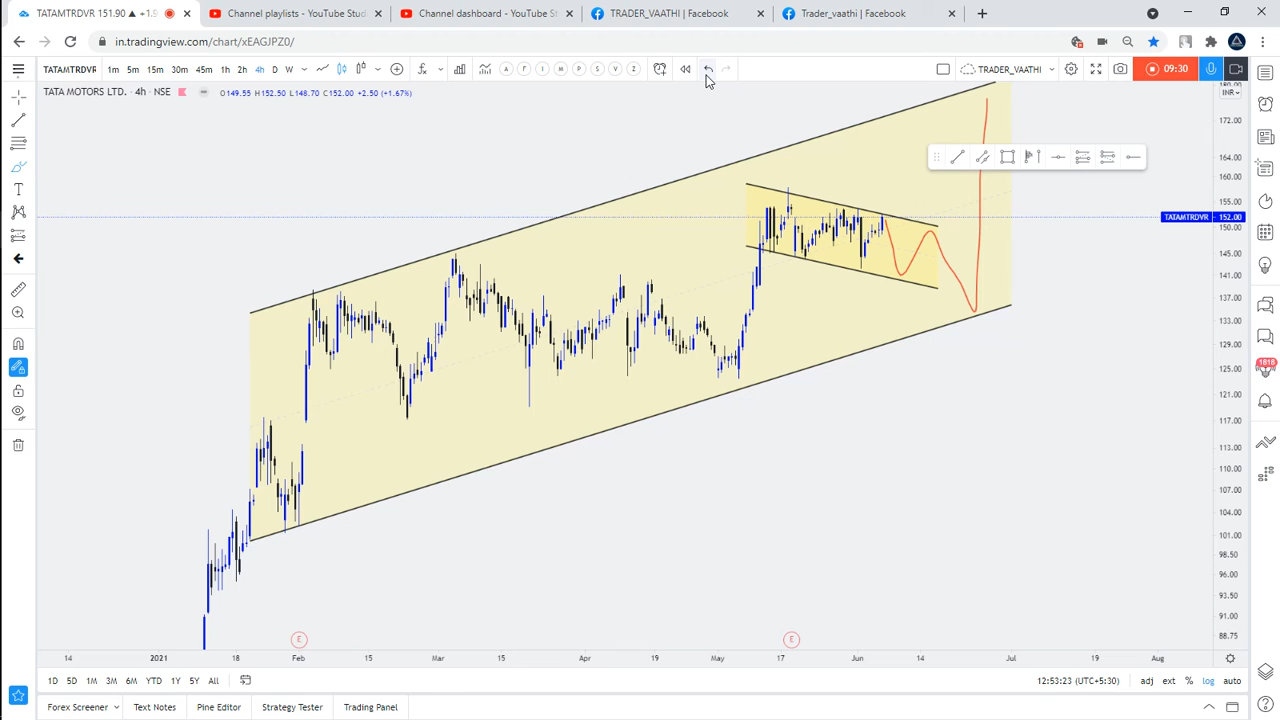 TATAMTRDVR 151.90 ▲ +1.9
Channel playlists - YouTube Studi
Channel dashboard - YouTube S
TRADER_VAATHI | Facebook
Trader_vaathi | Facebook
in.tradingview.com/chart/xEAGJPZ0/
TATAMTRDVR 1m 5m 15m 30m 45m 1h 2h 4h D W
A F I M P S V Z
TRADER_VAATHI
09:30
TATA MOTORS LTD. · 4h · NSE
O149.55 H152.50 L148.70 C152.00 +2.50 (+1.67%)
INR
180.00
172.00
164.00
160.00
155.00
TATAMTRDVR 152.00
150.00
145.00
141.00
137.00
133.00
129.00
125.00
121.00
117.00
113.00
110.00
107.00
104.00
101.00
98.50
96.00
93.50
91.00
88.75
1818
E E
14 2021 18 Feb 15 Mar 15 Apr 19 May 17 Jun 14 Jul 19 Aug
1D 5D 1M 3M 6M YTD 1Y 5Y All
12:53:23 (UTC+5:30) adj ext % log auto
Forex Screener Text Notes Pine Editor Strategy Tester Trading Panel